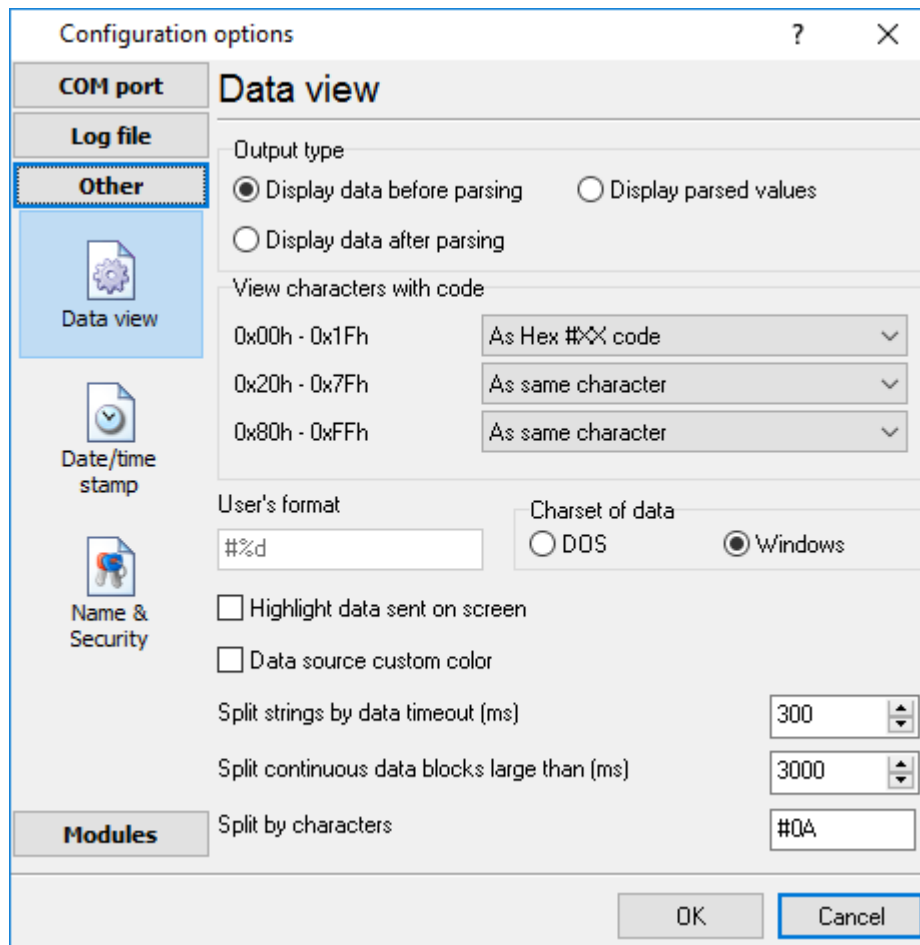 Configuration options
?
COM port
Log file
Other
Data view
Date/time
stamp
Name &
Security
Modules
Data view
Output type
Display data before parsing
Display parsed values
Display data after parsing
View characters with code
0x00h - 0x1Fh
As Hex #XX code
0x20h - 0x7Fh
As same character
0x80h - 0xFFh
As same character
User's format
#%d
Charset of data
DOS
Windows
Highlight data sent on screen
Data source custom color
Split strings by data timeout (ms)
300
Split continuous data blocks large than (ms)
3000
Split by characters
#0A
OK
Cancel